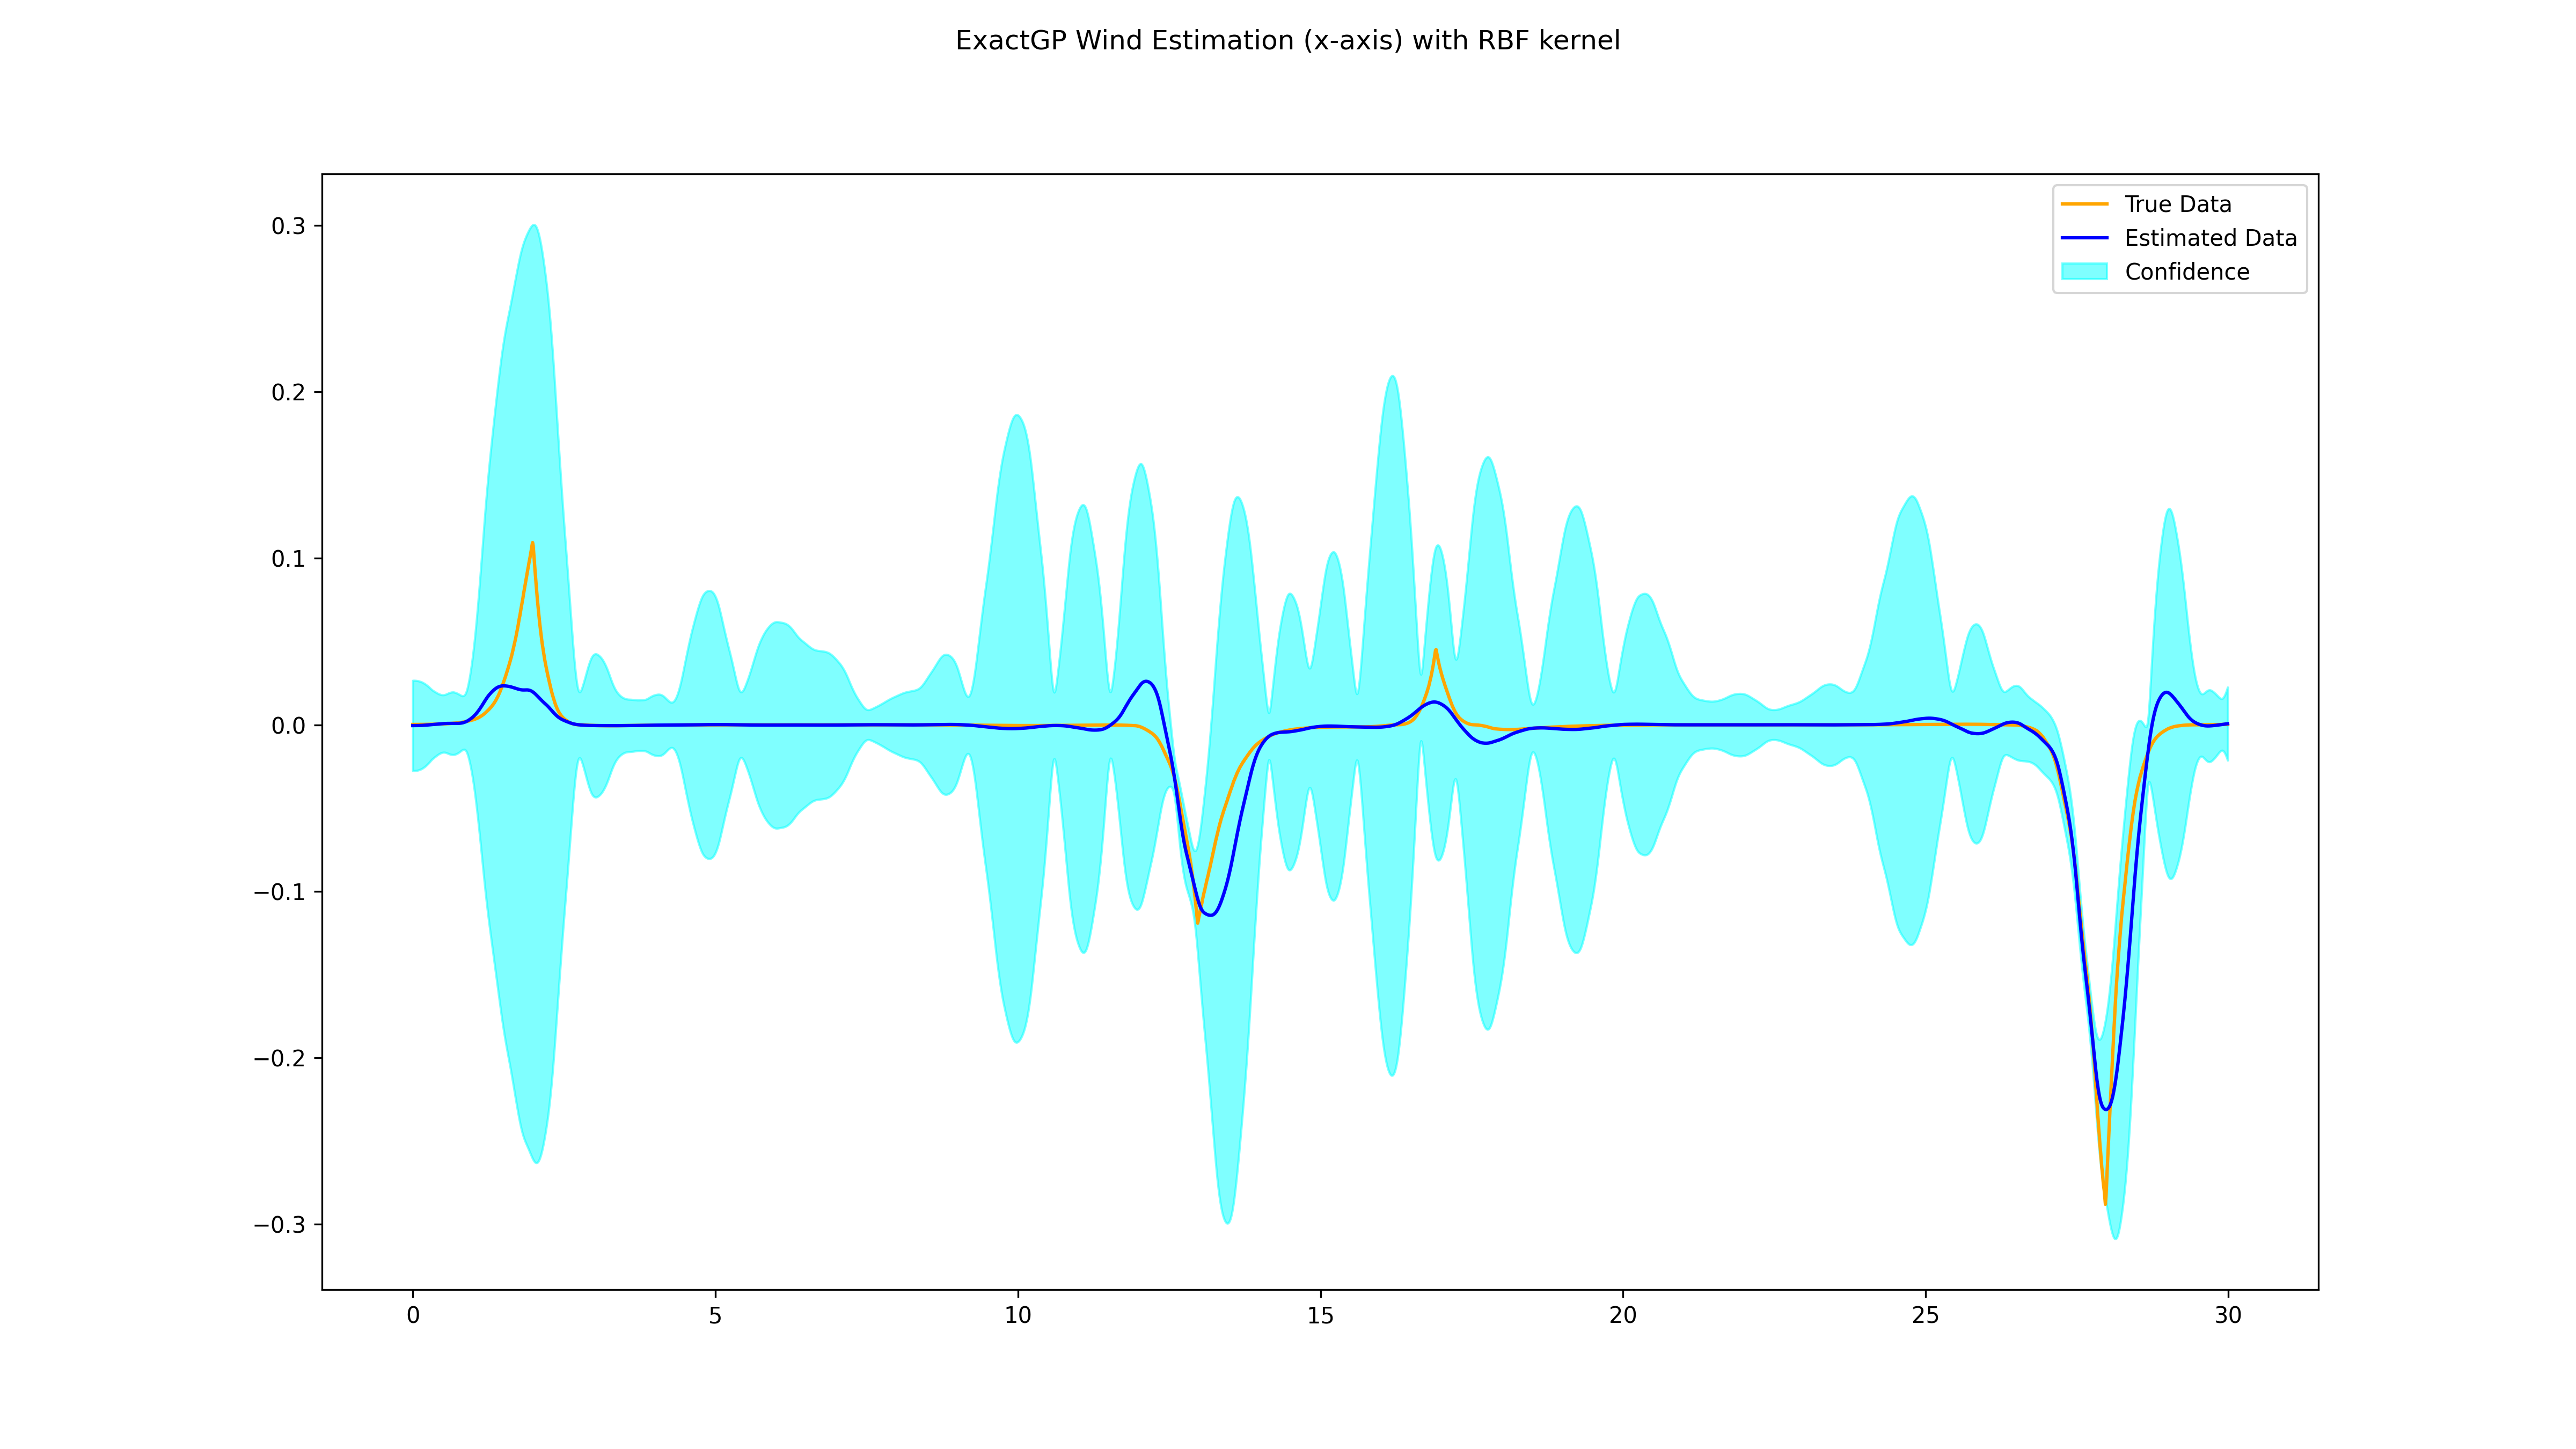 ExactGP Wind Estimation (x-axis) with RBF kernel
True Data
Estimated Data
Confidence
0.3
0.2
0.1
0.0
−0.1
−0.2
−0.3
0 5 10 15 20 25 30